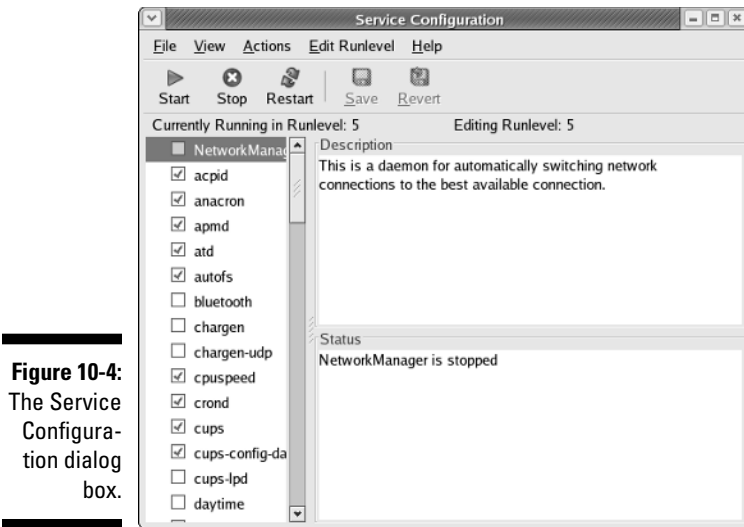 Service Configuration
File View Actions Edit Runlevel Help
Start Stop Restart Save Revert
Currently Running in Runlevel: 5 Editing Runlevel: 5
NetworkManag
acpid
anacron
apmd
atd
autofs
bluetooth
chargen
chargen-udp
cpuspeed
crond
cups
cups-config-da
cups-lpd
daytime
Description
This is a daemon for automatically switching network
connections to the best available connection.
Status
NetworkManager is stopped
Figure 10-4:
The Service
Configura-
tion dialog
box.